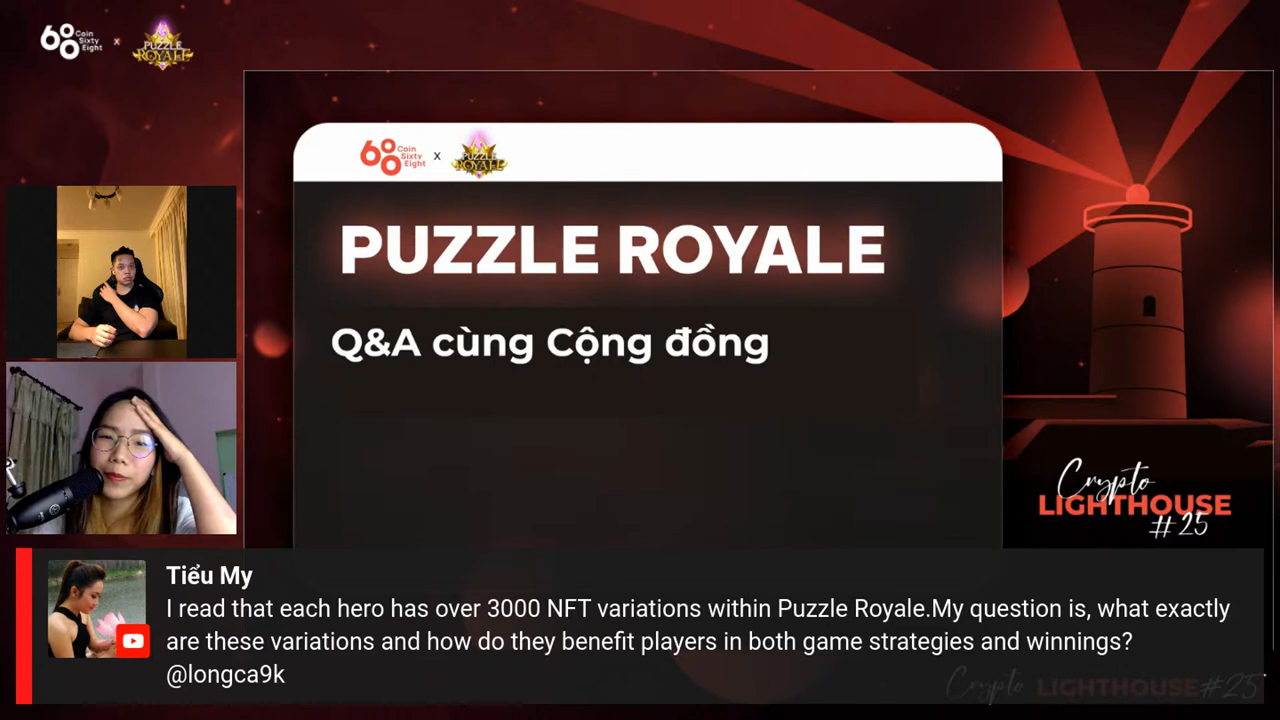 68 Coin Sixty Eight x PUZZLE ROYALE
68 Coin Sixty Eight x PUZZLE ROYALE
PUZZLE ROYALE
Q&A cùng Cộng đồng
Crypto
LIGHTHOUSE
#25
Tiểu My
I read that each hero has over 3000 NFT variations within Puzzle Royale.My question is, what exactly
are these variations and how do they benefit players in both game strategies and winnings?
@longca9k
Crypto LIGHTHOUSE#25